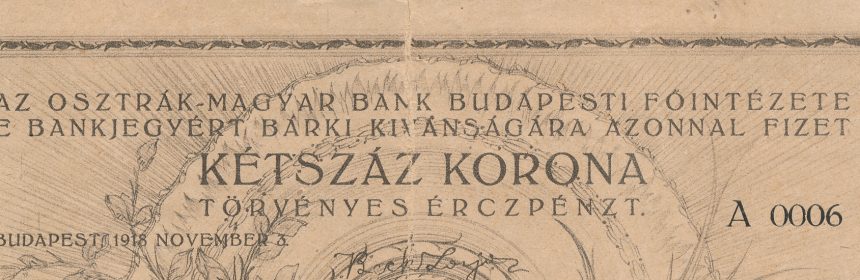 AZ OSZTRÁK-MAGYAR BANK BUDAPESTI FŐINTÉZETE
E BANKJEGYÉRT BÁRKI KIVÁNSÁGÁRA AZONNAL FIZET
KÉTSZÁZ KORONA
TÖRVÉNYES ÉRCZPÉNZT.
A 0006
BUDAPEST, 1918 NOVEMBER 3.